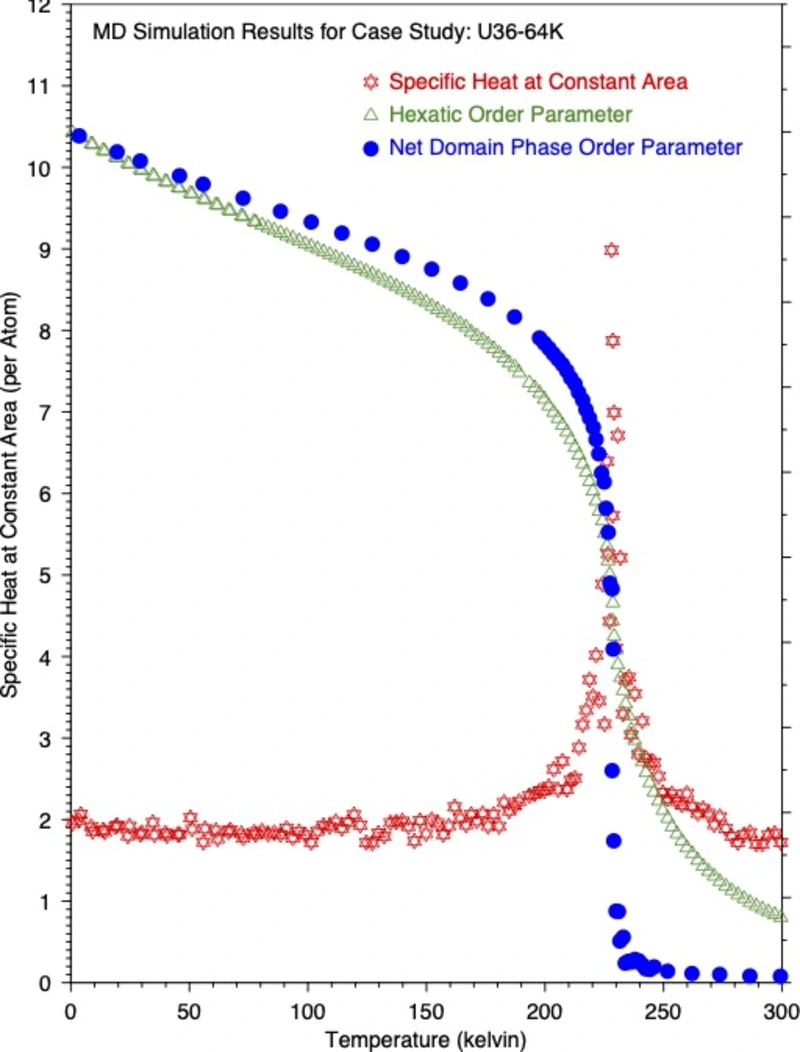 12
MD Simulation Results for Case Study: U36-64K
11
Specific Heat at Constant Area
Hexatic Order Parameter
Net Domain Phase Order Parameter
10
9
8
7
6
5
4
3
2
1
0
Specific Heat at Constant Area (per Atom)
0 50 100 150 200 250 300
Temperature (kelvin)